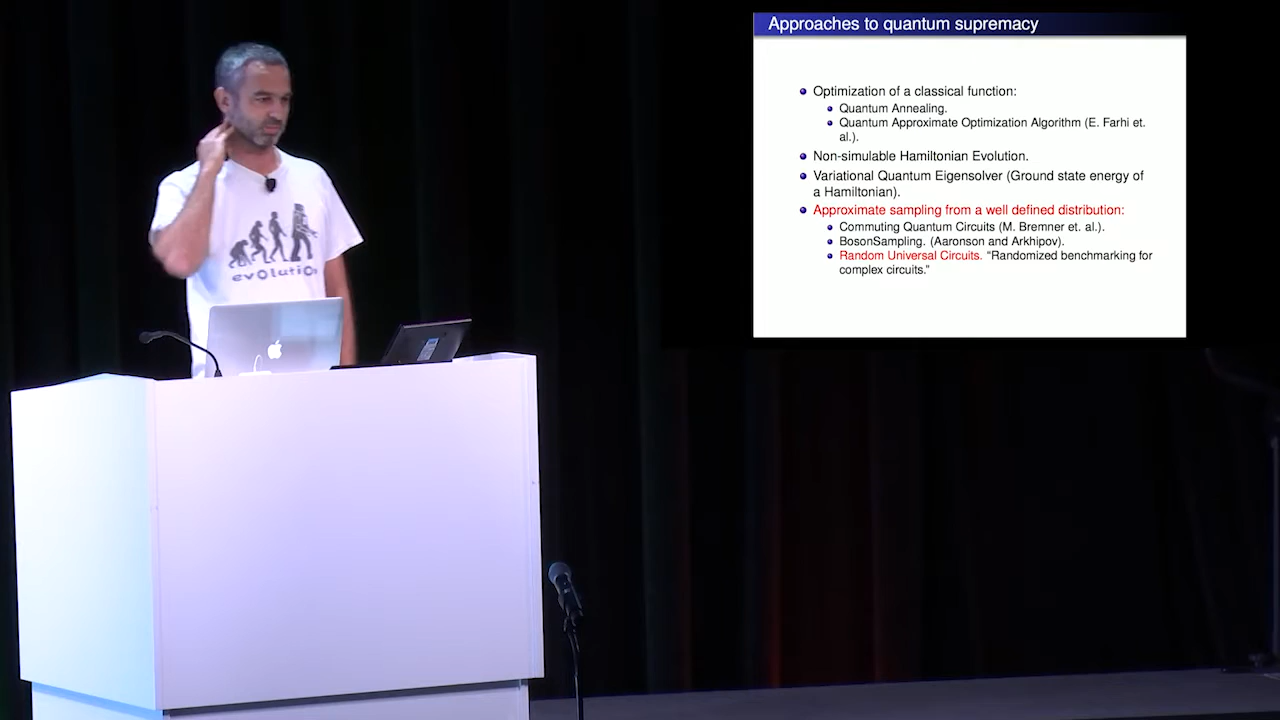 Approaches to quantum supremacy
Optimization of a classical function:
Quantum Annealing.
Quantum Approximate Optimization Algorithm (E. Farhi et.
al.).
Non-simulable Hamiltonian Evolution.
Variational Quantum Eigensolver (Ground state energy of
a Hamiltonian).
Approximate sampling from a well defined distribution:
Commuting Quantum Circuits (M. Bremner et. al.).
BosonSampling. (Aaronson and Arkhipov).
Random Universal Circuits. “Randomized benchmarking for
complex circuits.”
evolution